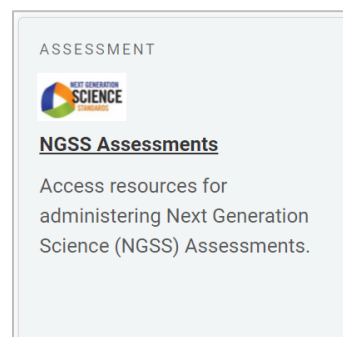 ASSESSMENT
NEXT GENERATION
SCIENCE
STANDARDS
NGSS Assessments
Access resources for
administering Next Generation
Science (NGSS) Assessments.